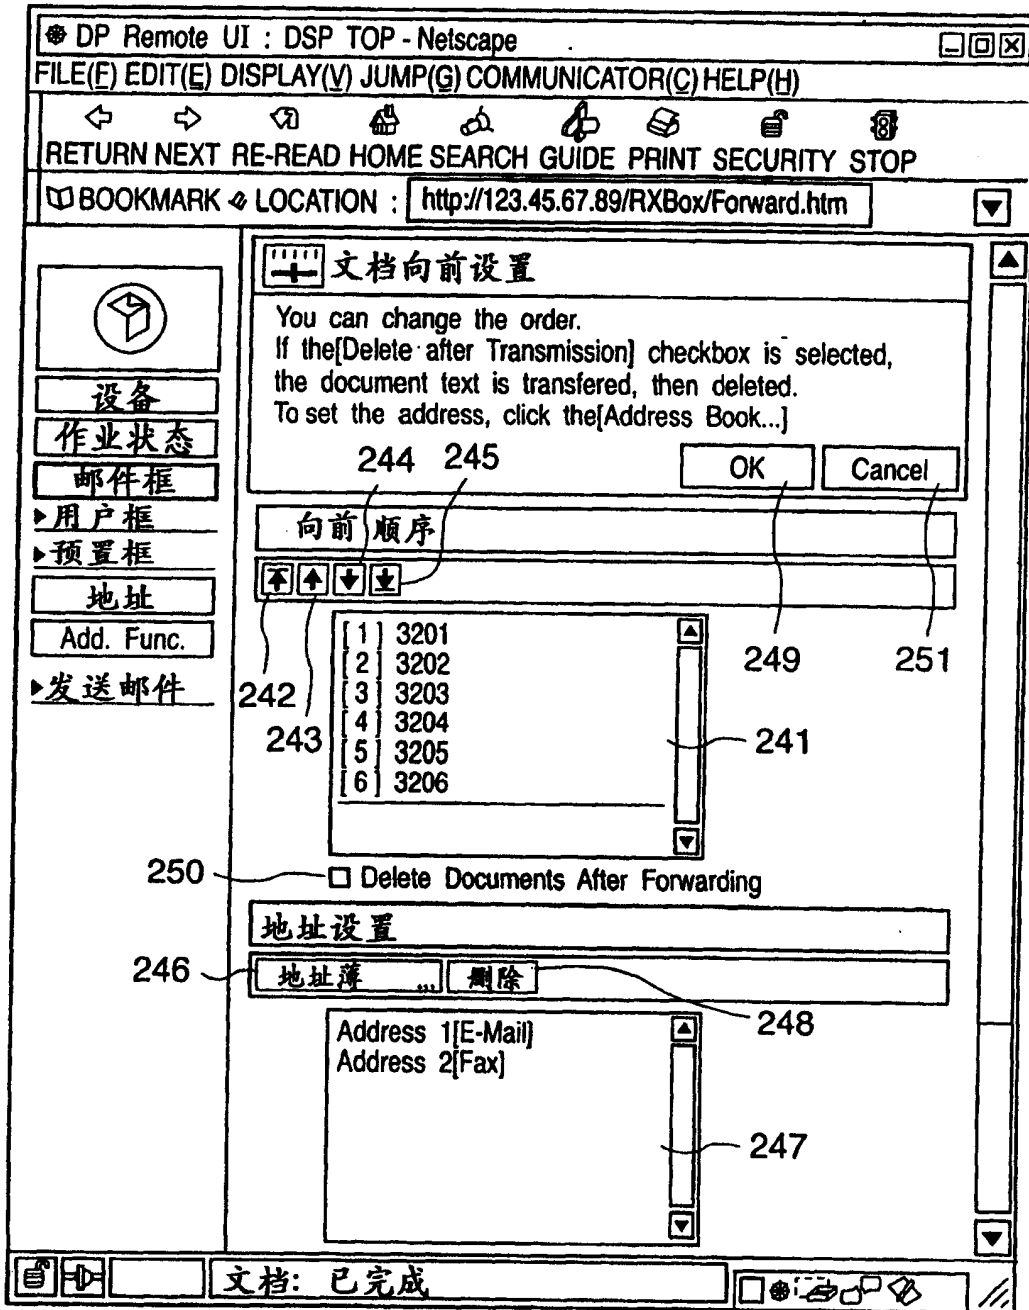 DP Remote UI : DSP TOP - Netscape
FILE(F) EDIT(E) DISPLAY(V) JUMP(G) COMMUNICATOR(C) HELP(H)
RETURN NEXT RE-READ HOME SEARCH GUIDE PRINT SECURITY STOP
BOOKMARK LOCATION : http://123.45.67.89/RXBox/Forward.htm
文档向前设置
You can change the order.
If the[Delete after Transmission] checkbox is selected,
the document text is transfered, then deleted.
To set the address, click the[Address Book...]
OK Cancel
设备
作业状态
邮件框
用户框
预置框
地址
Add. Func.
发送邮件
244 245
249 251
向前 顺序
242
243
[1] 3201
[2] 3202
[3] 3203
[4] 3204
[5] 3205
[6] 3206
241
250
Delete Documents After Forwarding
地址设置
246
地址薄 ... 删除
248
Address 1[E-Mail]
Address 2[Fax]
247
文档: 已完成